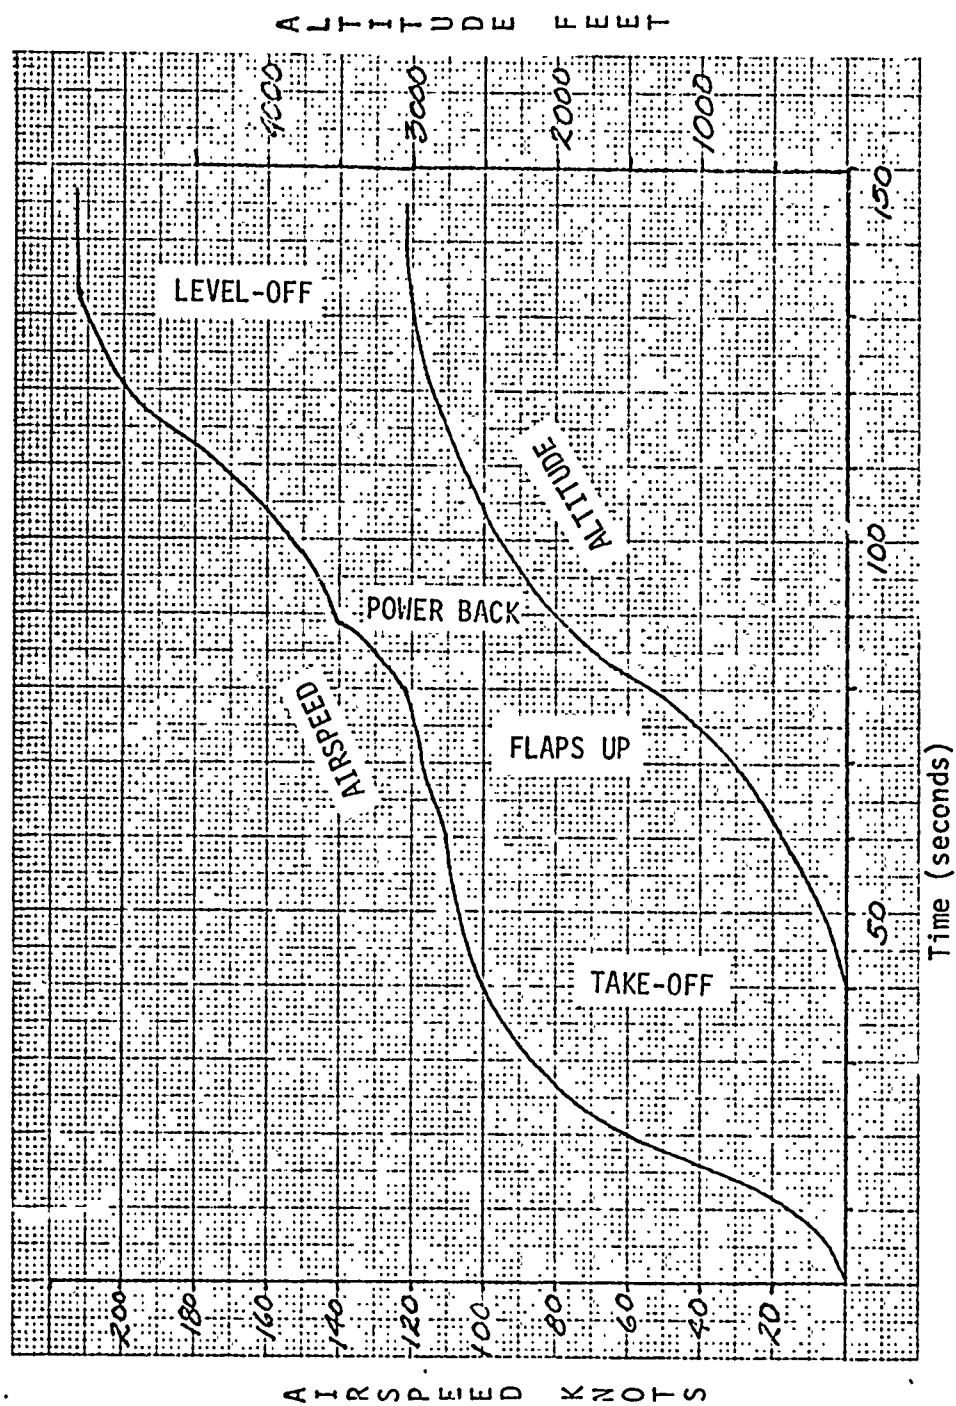 ALTITUDE FEET
4000
3000
2000
1000
150
LEVEL-OFF
ALTITUDE
100
POWER BACK
AIRSPEED
FLAPS UP
Time (seconds)
50
TAKE-OFF
200
180
160
140
120
100
80
60
40
20
AIRSPEED KNOTS